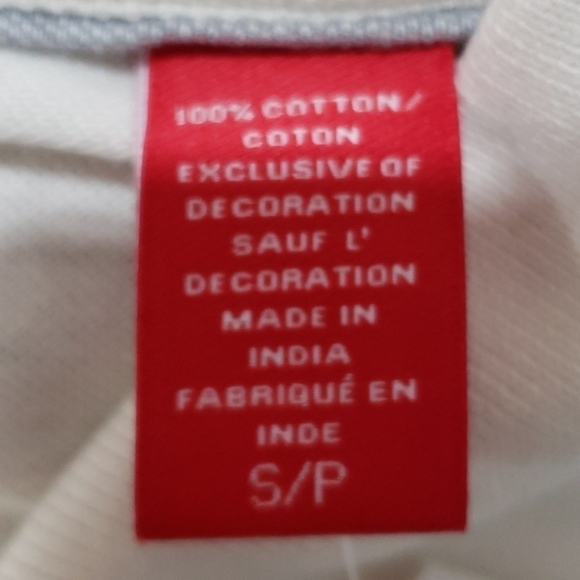 100% COTTON/
COTON
EXCLUSIVE OF
DECORATION
SAUF L'
DECORATION
MADE IN
INDIA
FABRIQUÉ EN
INDE
S/P